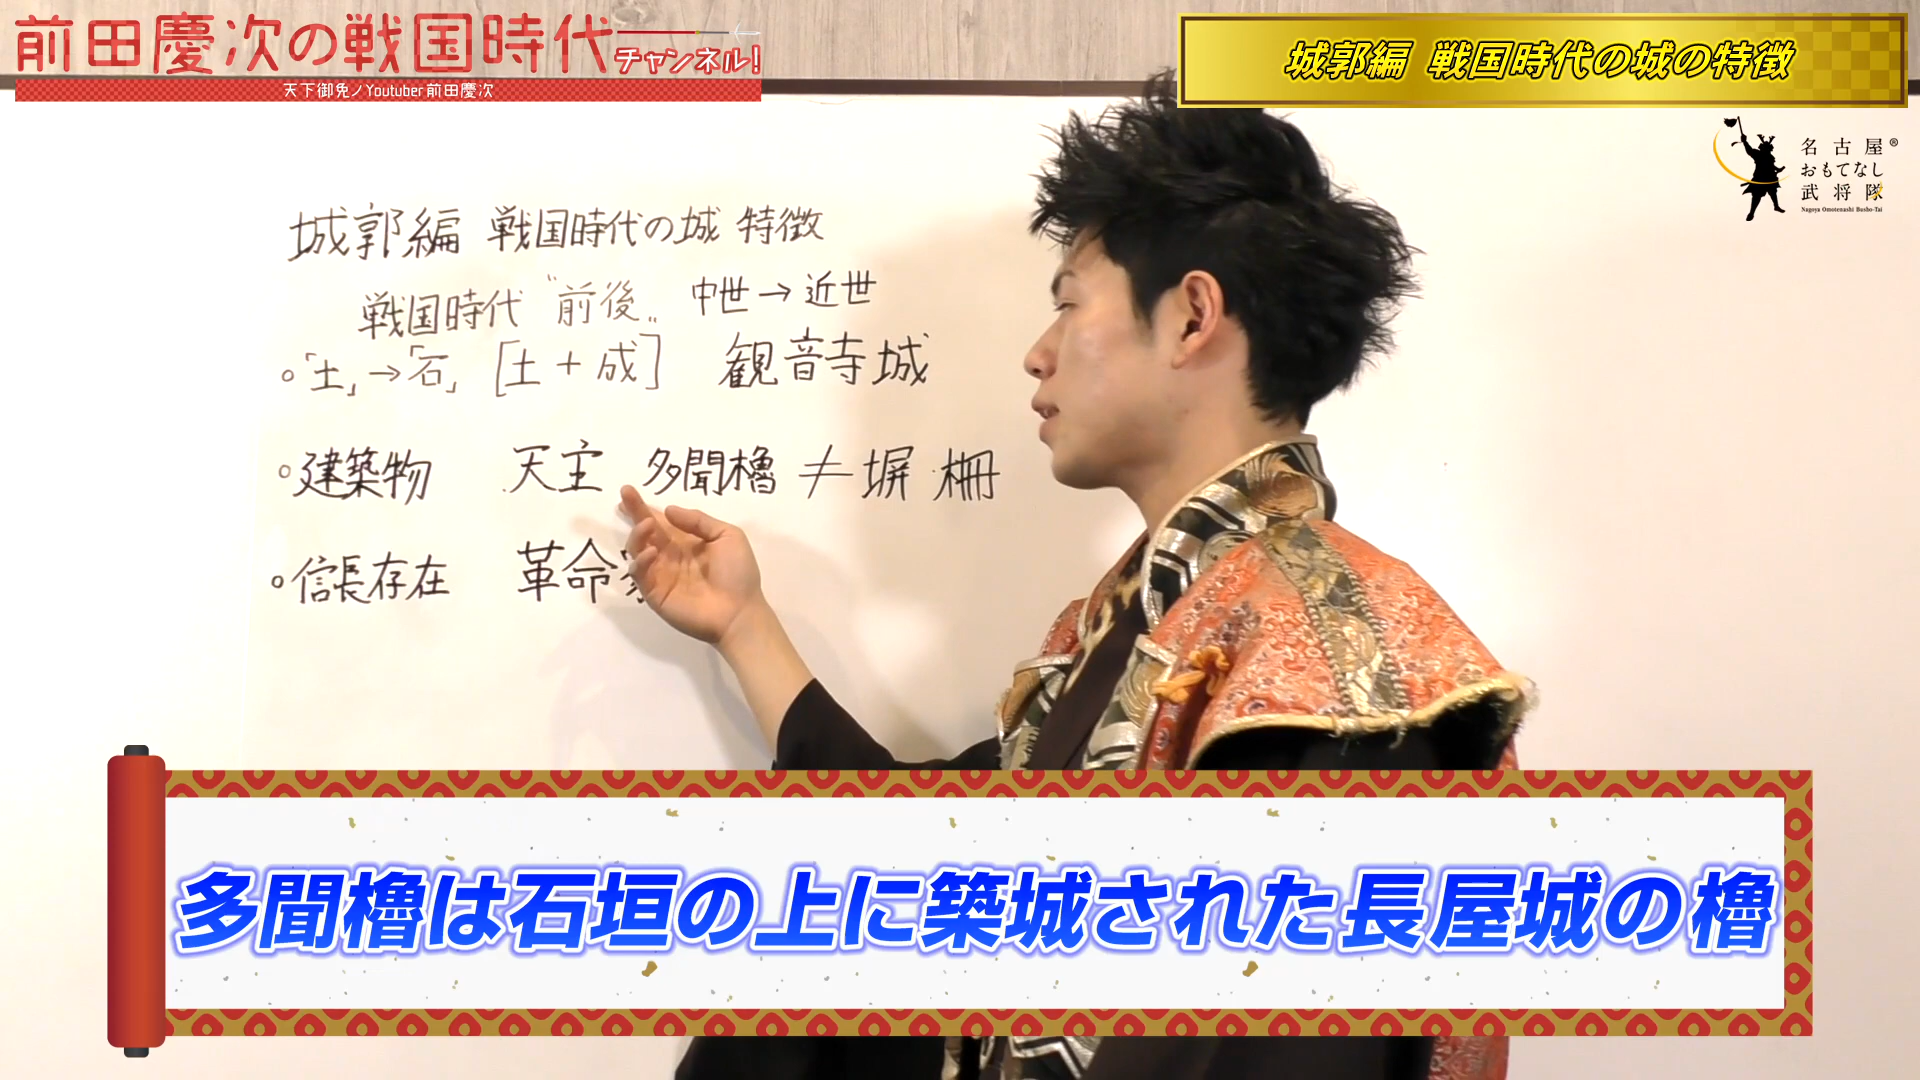 前田慶次の戦国時代チャンネル!
天下御免ノYoutuber前田慶次
城郭編 戦国時代の城の特徴
名古屋®
おもてなし
武将隊
Nagoya Omotenashi Busho-Tai
城郭編 戦国時代の城 特徴
戦国時代〝前後〟 中世→近世
○「土」→「石」 [土+成] 観音寺城
○建築物 天主 多聞櫓≠塀 柵
○信長存在 革命
多聞櫓は石垣の上に築城された長屋城の櫓